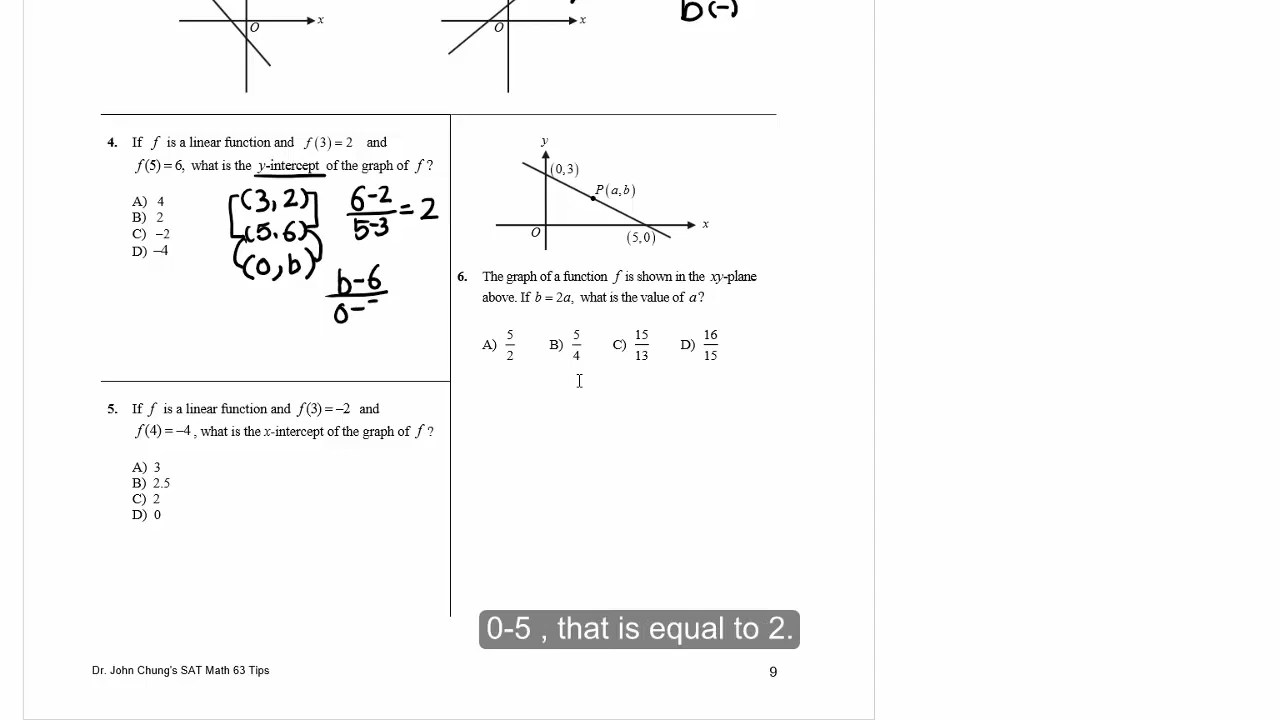 O
x
O
x
b(-)
4. If f is a linear function and f(3) = 2 and
f(5) = 6, what is the y-intercept of the graph of f ?
A) 4
B) 2
C) −2
D) −4
(3, 2)
(5, 6)
(0, b)
6-2
5-3
= 2
b-6
0-
5. If f is a linear function and f(3) = −2 and
f(4) = −4, what is the x-intercept of the graph of f ?
A) 3
B) 2.5
C) 2
D) 0
y
(0,3)
P(a,b)
O
x
(5,0)
6. The graph of a function f is shown in the xy-plane
above. If b = 2a, what is the value of a?
A) 5/2 B) 5/4 C) 15/13 D) 16/15
0-5 , that is equal to 2.
Dr. John Chung's SAT Math 63 Tips
9